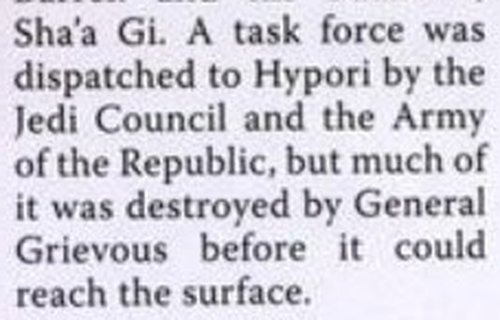 Sha'a Gi. A task force was
dispatched to Hypori by the
Jedi Council and the Army
of the Republic, but much of
it was destroyed by General
Grievous before it could
reach the surface.